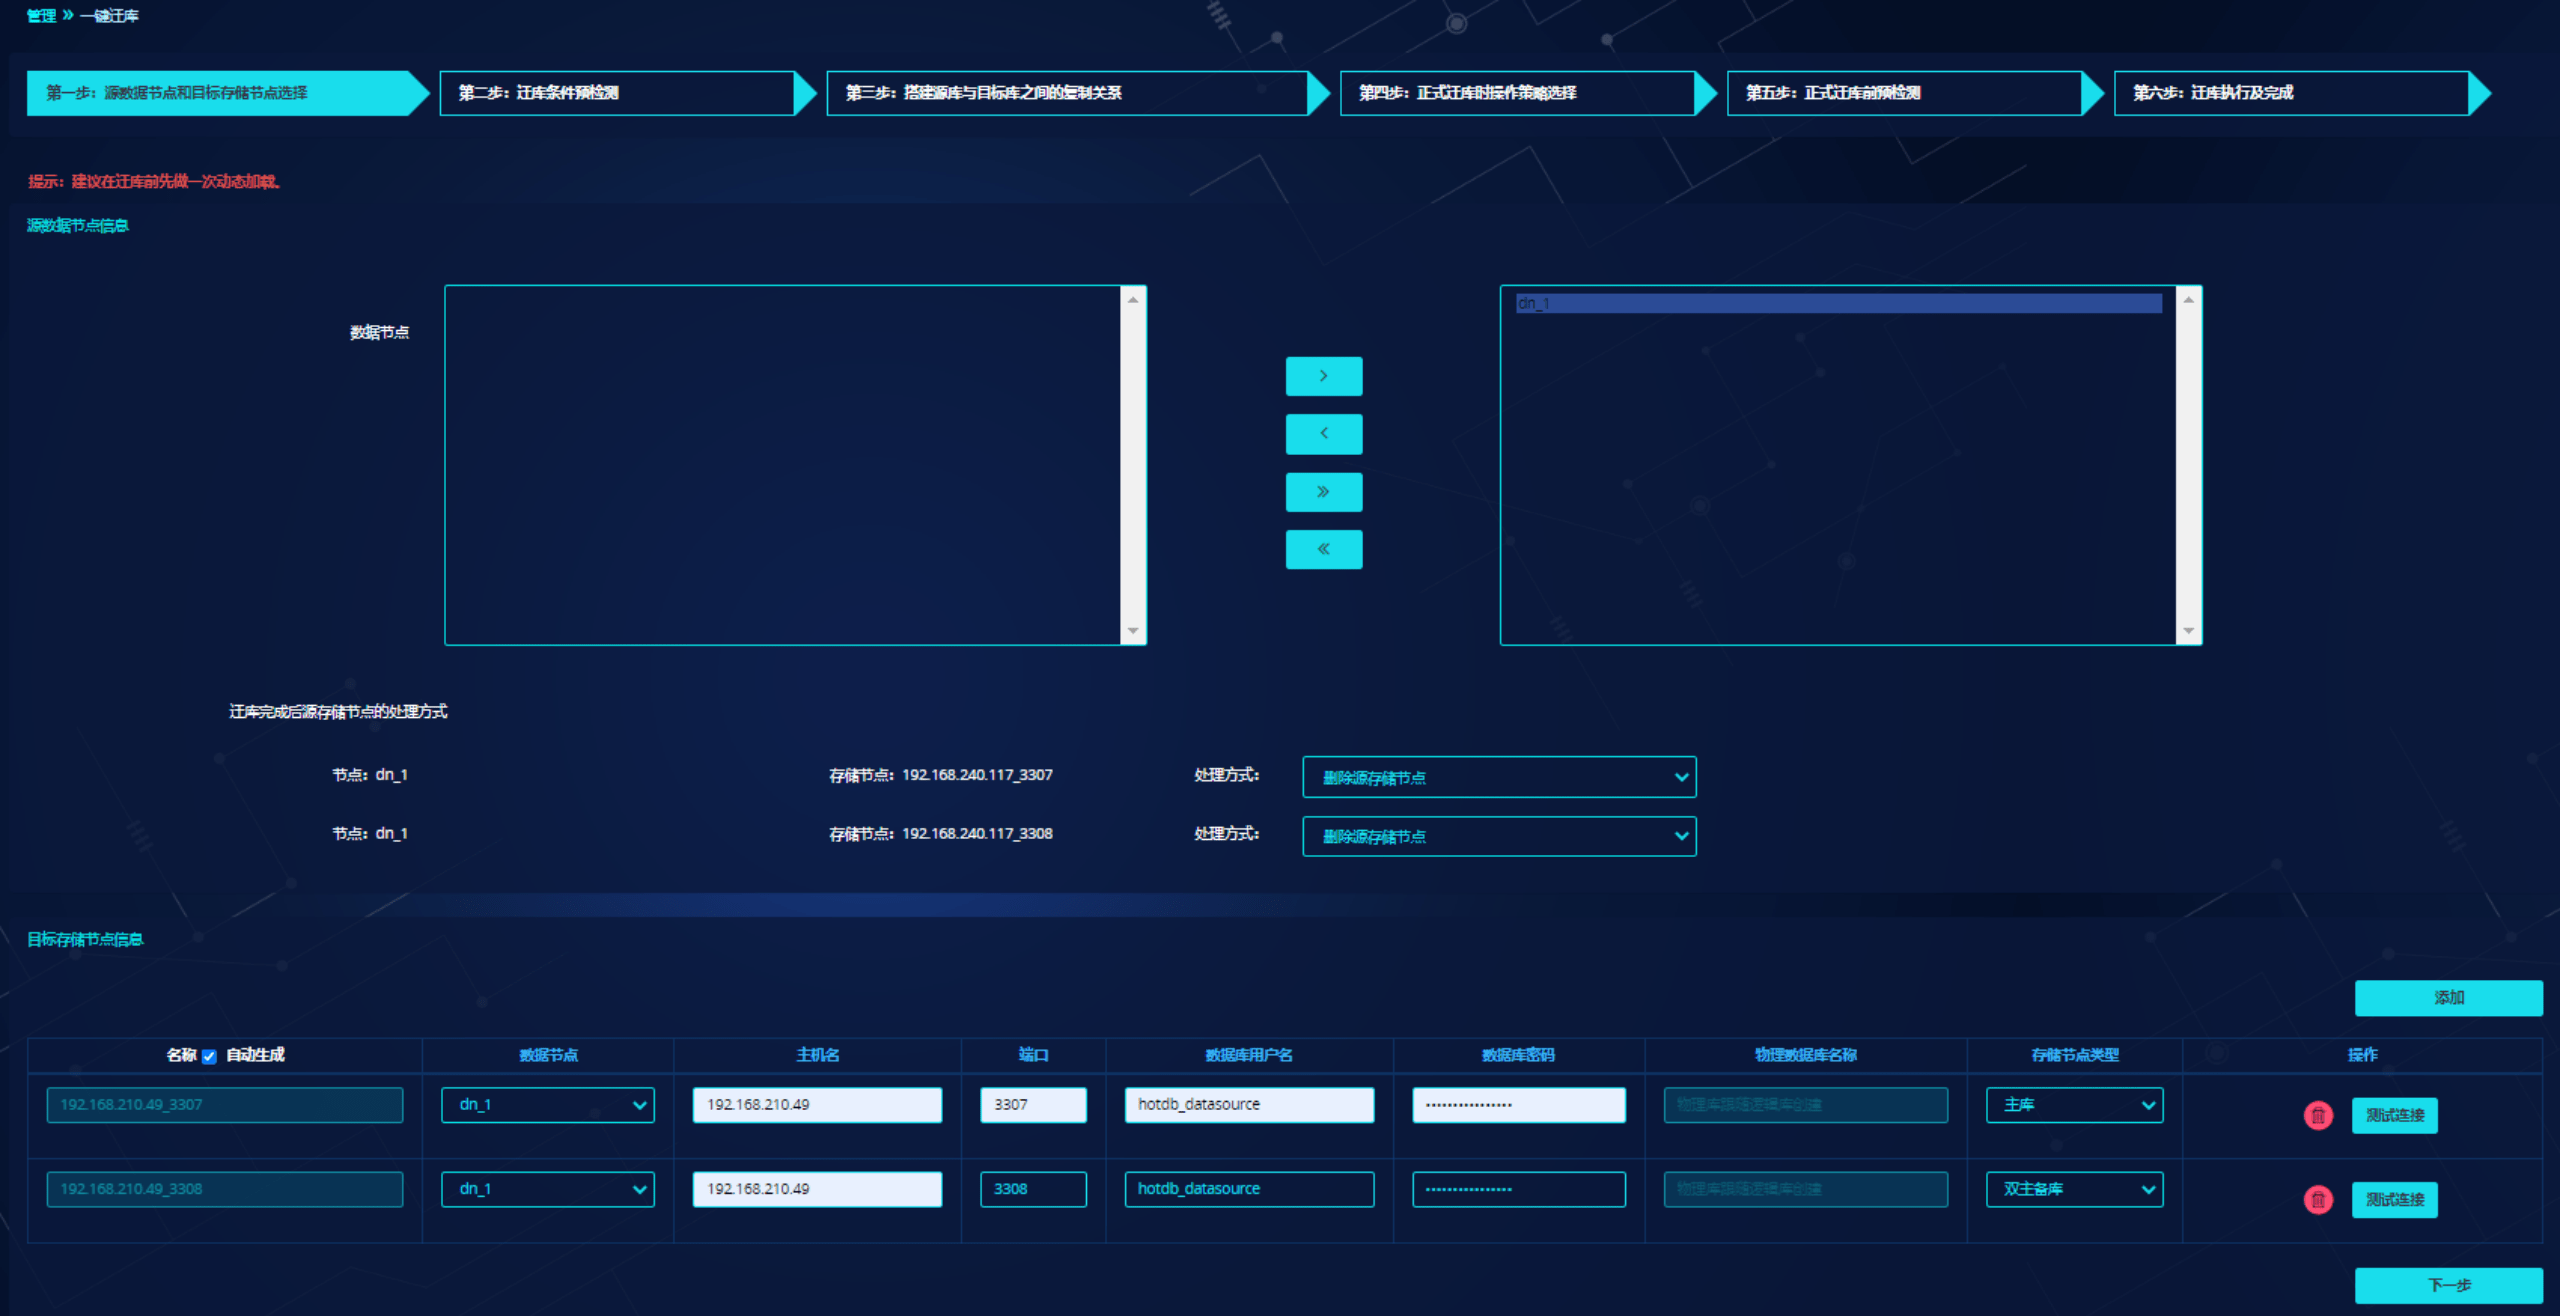 管理 » 一键迁库
第一步：源数据节点和目标存储节点选择
第二步：迁库条件预检测
第三步：搭建源库与目标库之间的复制关系
第四步：正式迁库时操作策略选择
第五步：正式迁库前预检测
第六步：迁库执行及完成
提示：建议在迁库前先做一次动态加载。
源数据节点信息
数据节点
dn_1
>
<
»
«
迁库完成后源存储节点的处理方式
节点：dn_1 存储节点：192.168.240.117_3307 处理方式： 删除源存储节点
节点：dn_1 存储节点：192.168.240.117_3308 处理方式： 删除源存储节点
目标存储节点信息
添加
名称 自动生成 数据节点 主机名 端口 数据库用户名 数据库密码 物理数据库名称 存储节点类型 操作
192.168.210.49_3307 dn_1 192.168.210.49 3307 hotdb_datasource ················ 物理库跟随逻辑库创建 主库 测试连接
192.168.210.49_3308 dn_1 192.168.210.49 3308 hotdb_datasource ················ 物理库跟随逻辑库创建 双主备库 测试连接
下一步